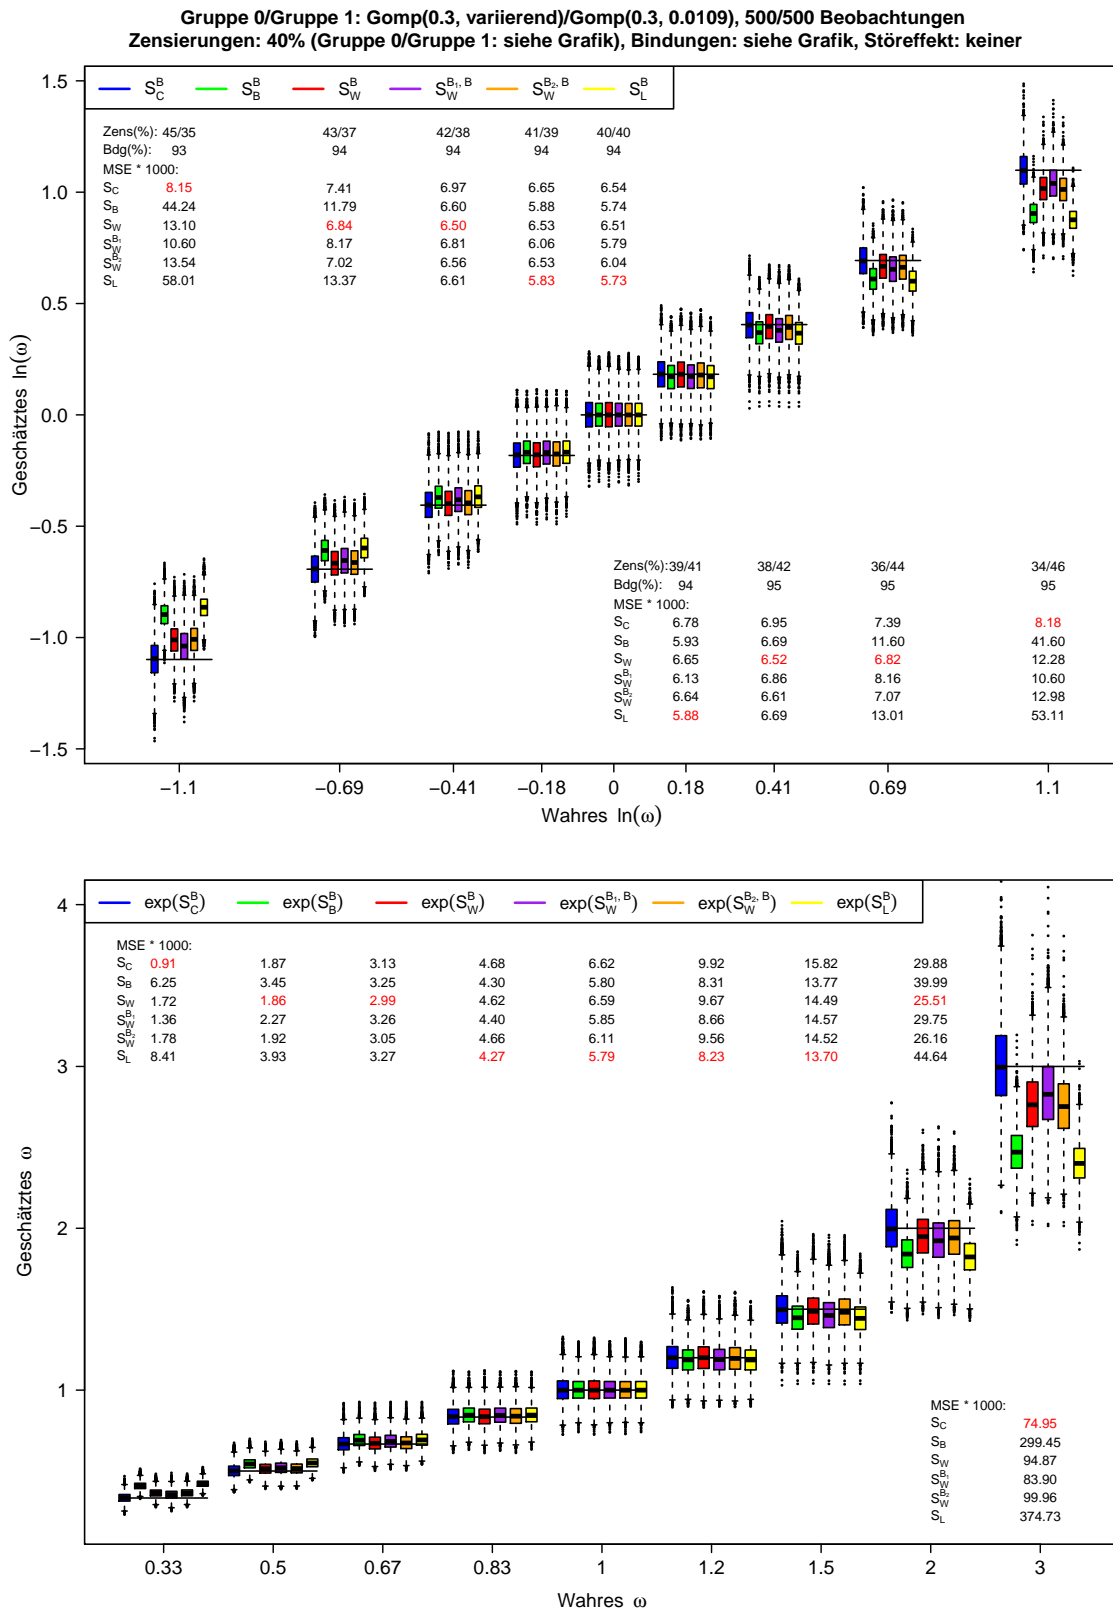 Gruppe 0/Gruppe 1: Gomp(0.3, variierend)/Gomp(0.3, 0.0109), 500/500 Beobachtungen
Zensierungen: 40% (Gruppe 0/Gruppe 1: siehe Grafik), Bindungen: siehe Grafik, Störeffekt: keiner
S_C^B S_B^B S_W^B S_W^{B_1, B} S_W^{B_2, B} S_L^B
Zens(%): 45/35 43/37 42/38 41/39 40/40
Bdg(%): 93 94 94 94 94
MSE * 1000:
S_C 8.15 7.41 6.97 6.65 6.54
S_B 44.24 11.79 6.60 5.88 5.74
S_W 13.10 6.84 6.50 6.53 6.51
S_W^{B_1} 10.60 8.17 6.81 6.06 5.79
S_W^{B_2} 13.54 7.02 6.56 6.53 6.04
S_L 58.01 13.37 6.61 5.83 5.73
Zens(%): 39/41 38/42 36/44 34/46
Bdg(%): 94 95 95 95
MSE * 1000:
S_C 6.78 6.95 7.39 8.18
S_B 5.93 6.69 11.60 41.60
S_W 6.65 6.52 6.82 12.28
S_W^{B_1} 6.13 6.86 8.16 10.60
S_W^{B_2} 6.64 6.61 7.07 12.98
S_L 5.88 6.69 13.01 53.11
1.5
1.0
0.5
0.0
−0.5
−1.0
−1.5
Geschätztes ln(ω)
−1.1 −0.69 −0.41 −0.18 0 0.18 0.41 0.69 1.1
Wahres ln(ω)
exp(S_C^B) exp(S_B^B) exp(S_W^B) exp(S_W^{B_1, B}) exp(S_W^{B_2, B}) exp(S_L^B)
MSE * 1000:
S_C 0.91 1.87 3.13 4.68 6.62 9.92 15.82 29.88
S_B 6.25 3.45 3.25 4.30 5.80 8.31 13.77 39.99
S_W 1.72 1.86 2.99 4.62 6.59 9.67 14.49 25.51
S_W^{B_1} 1.36 2.27 3.26 4.40 5.85 8.66 14.57 29.75
S_W^{B_2} 1.78 1.92 3.05 4.66 6.11 9.56 14.52 26.16
S_L 8.41 3.93 3.27 4.27 5.79 8.23 13.70 44.64
MSE * 1000:
S_C 74.95
S_B 299.45
S_W 94.87
S_W^{B_1} 83.90
S_W^{B_2} 99.96
S_L 374.73
4
3
2
1
Geschätztes ω
0.33 0.5 0.67 0.83 1 1.2 1.5 2 3
Wahres ω